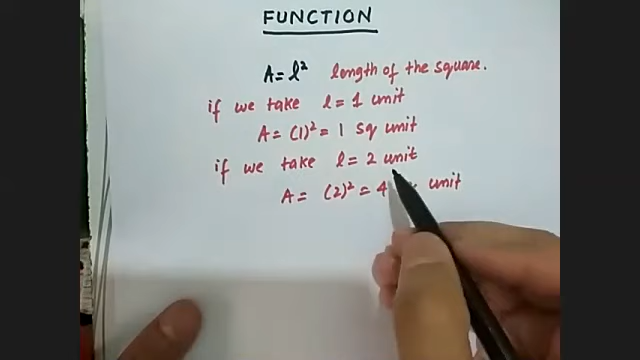 FUNCTION
A = l² length of the square.
if we take l = 1 unit
A = (1)² = 1 sq unit
if we take l = 2 unit
A = (2)² = 4 unit